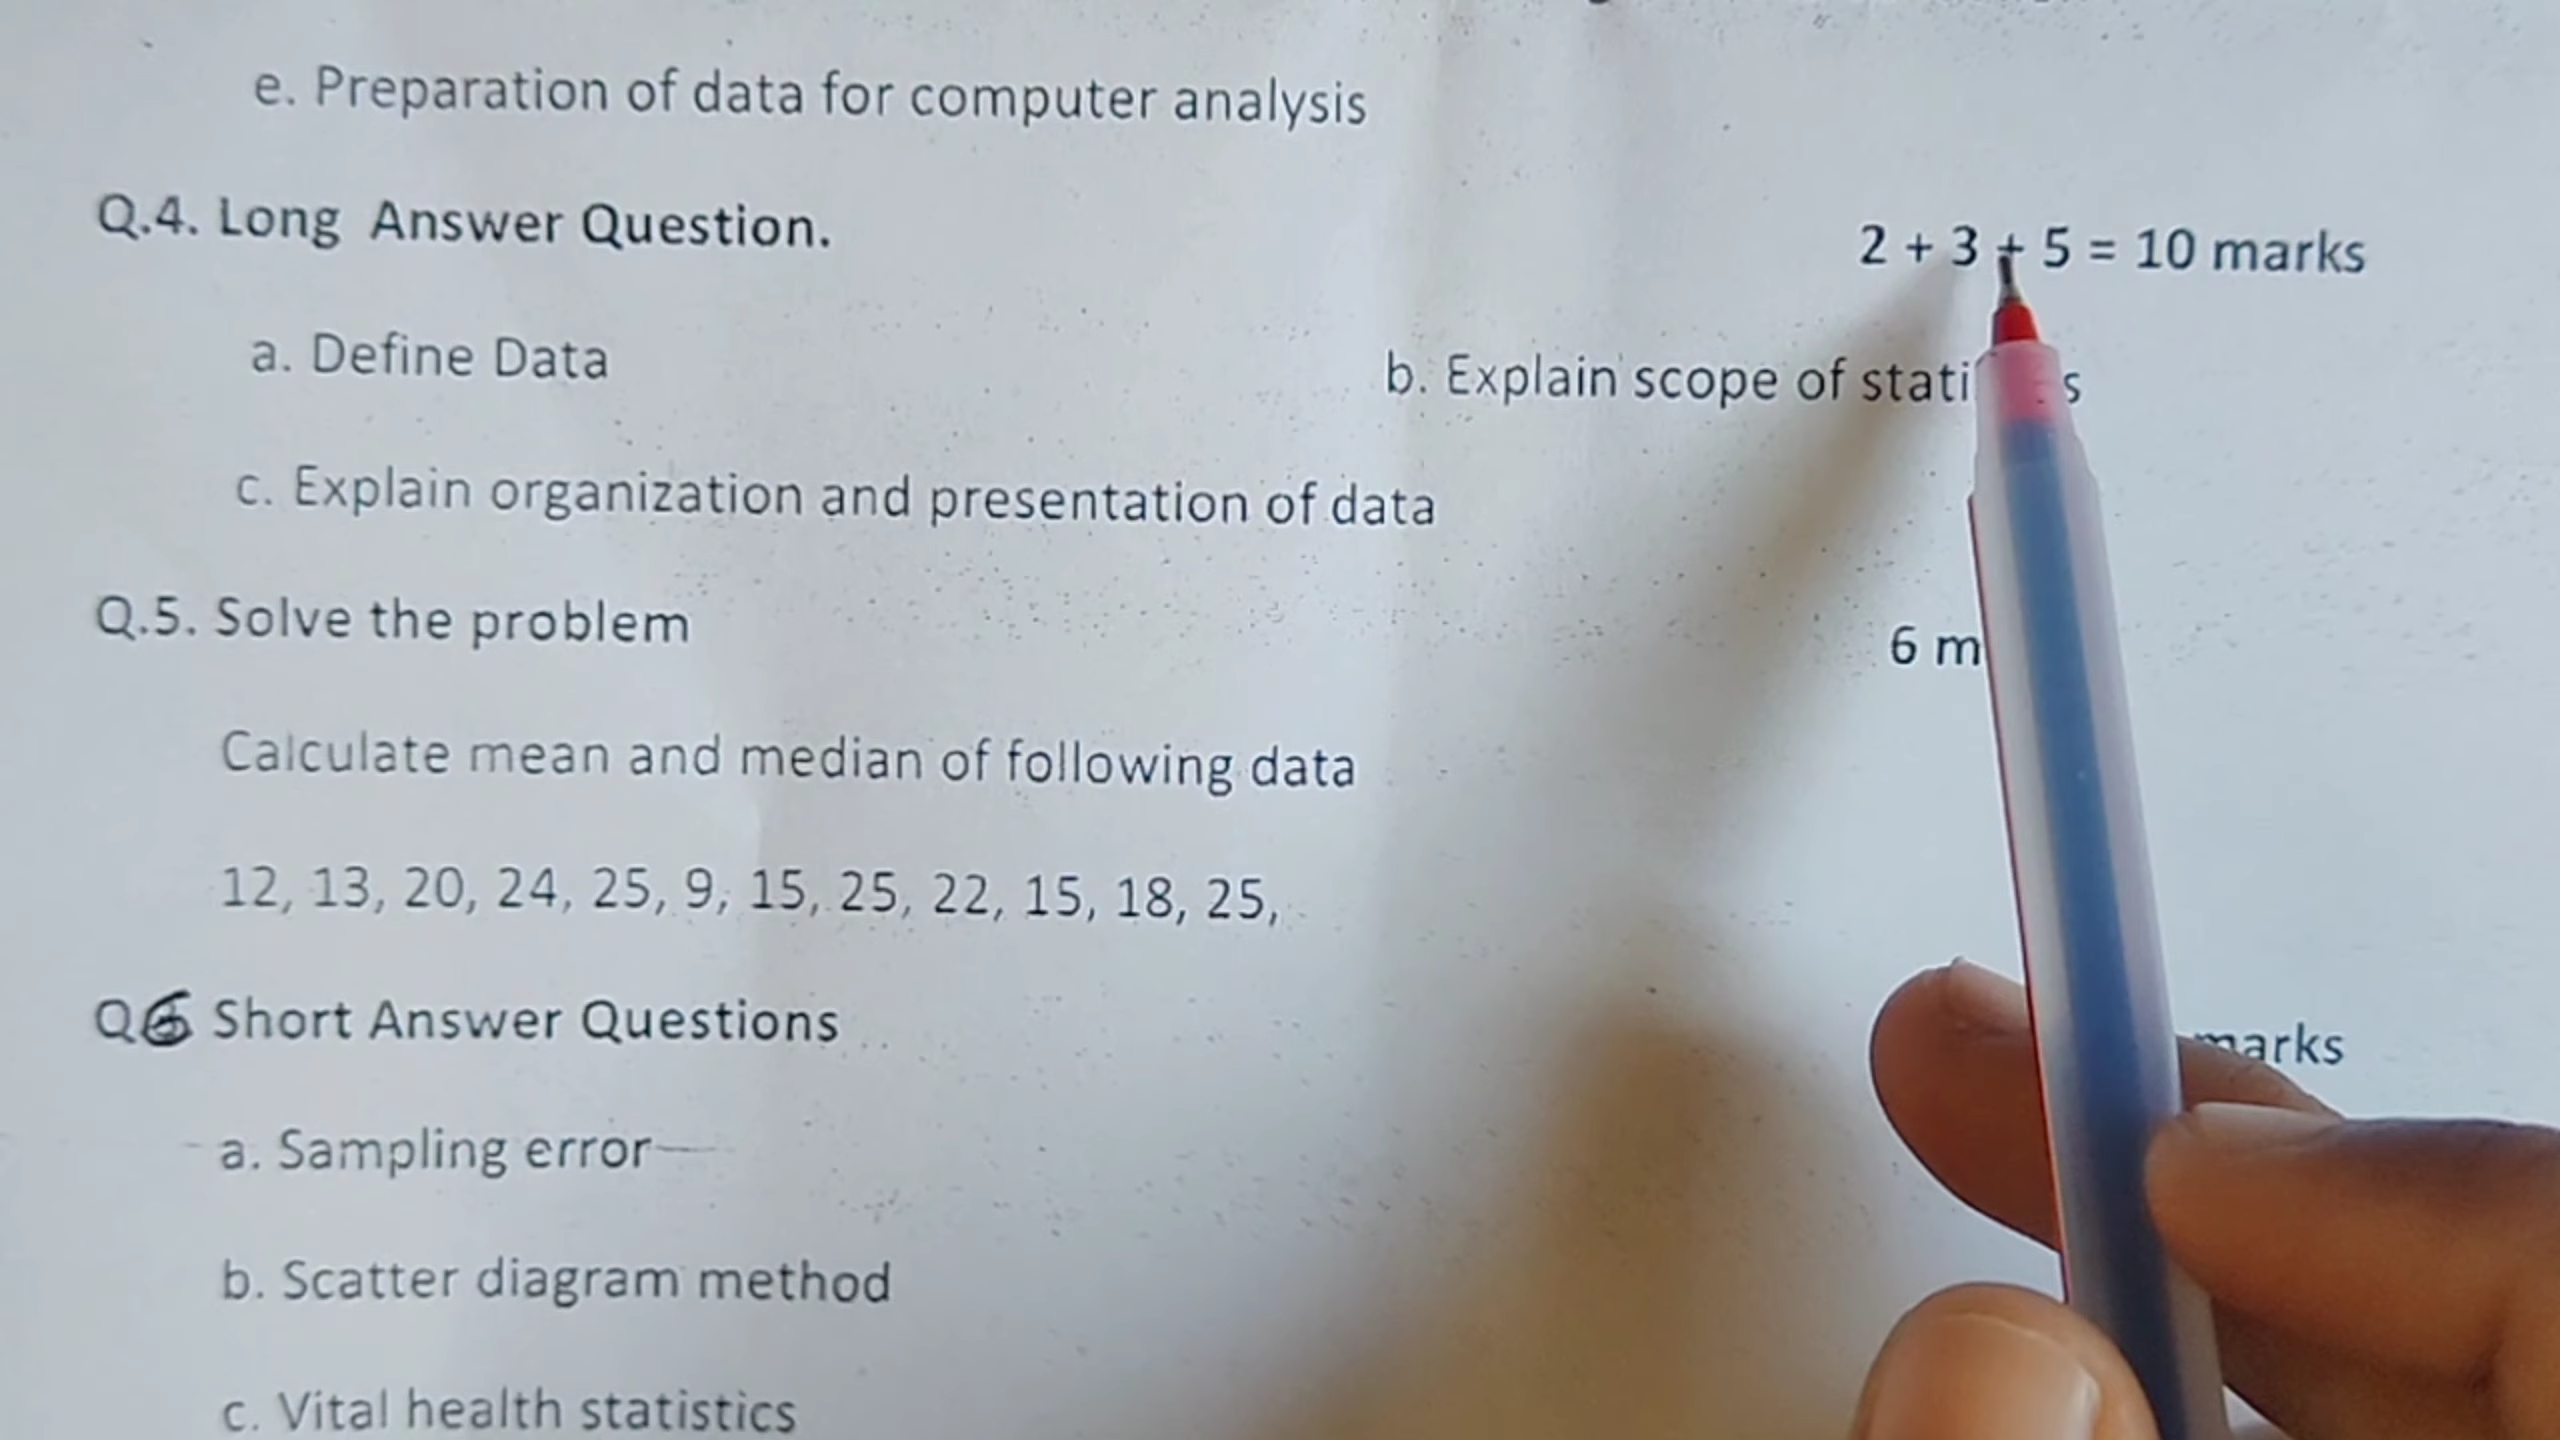 e. Preparation of data for computer analysis
Q.4. Long Answer Question. 2 + 3 + 5 = 10 marks
a. Define Data b. Explain scope of
c. Explain organization and presentation of data
Q.5. Solve the problem 6
Calculate mean and median of following data
12, 13, 20, 24, 25, 9, 15, 25, 22, 15, 18, 25,
Q6 Short Answer Questions marks
a. Sampling error
b. Scatter diagram method
c. Vital health statistics